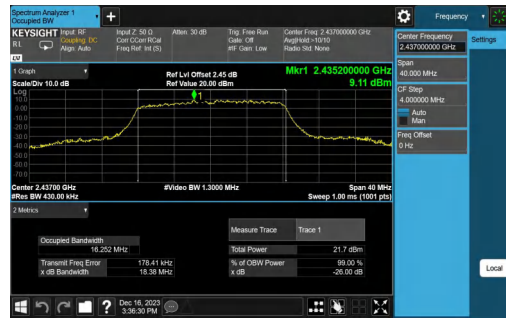 Spectrum Analyzer 1
Occupied BW
Frequency
KEYSIGHT
Input: RF
Input Z: 50 Ω
Atten: 30 dB
Trig: Free Run
Center Freq: 2.437000000 GHz
Center Frequency
Settings
RL
Coupling: DC
Corr CCorr RCal
Gate: Off
Avg|Hold:>10/10
2.437000000 GHz
Align: Auto
Freq Ref: Int (S)
#IF Gain: Low
Radio Std: None
Span
40.000 MHz
1 Graph
Ref Lvl Offset 2.45 dB
Mkr1 2.435200000 GHz
Scale/Div 10.0 dB
Ref Value 20.00 dBm
9.11 dBm
CF Step
4.000000 MHz
Log
10.0
0.00
-10.0
-20.0
-30.0
-40.0
-50.0
-60.0
-70.0
1
Auto
Man
Freq Offset
0 Hz
Center 2.43700 GHz
#Video BW 1.3000 MHz
Span 40 MHz
#Res BW 430.00 kHz
Sweep 1.00 ms (1001 pts)
2 Metrics
Measure Trace
Trace 1
Occupied Bandwidth
16.252 MHz
Total Power
21.7 dBm
Transmit Freq Error
178.41 kHz
% of OBW Power
99.00 %
x dB Bandwidth
18.38 MHz
x dB
-26.00 dB
Local
Dec 16, 2023
3:36:30 PM